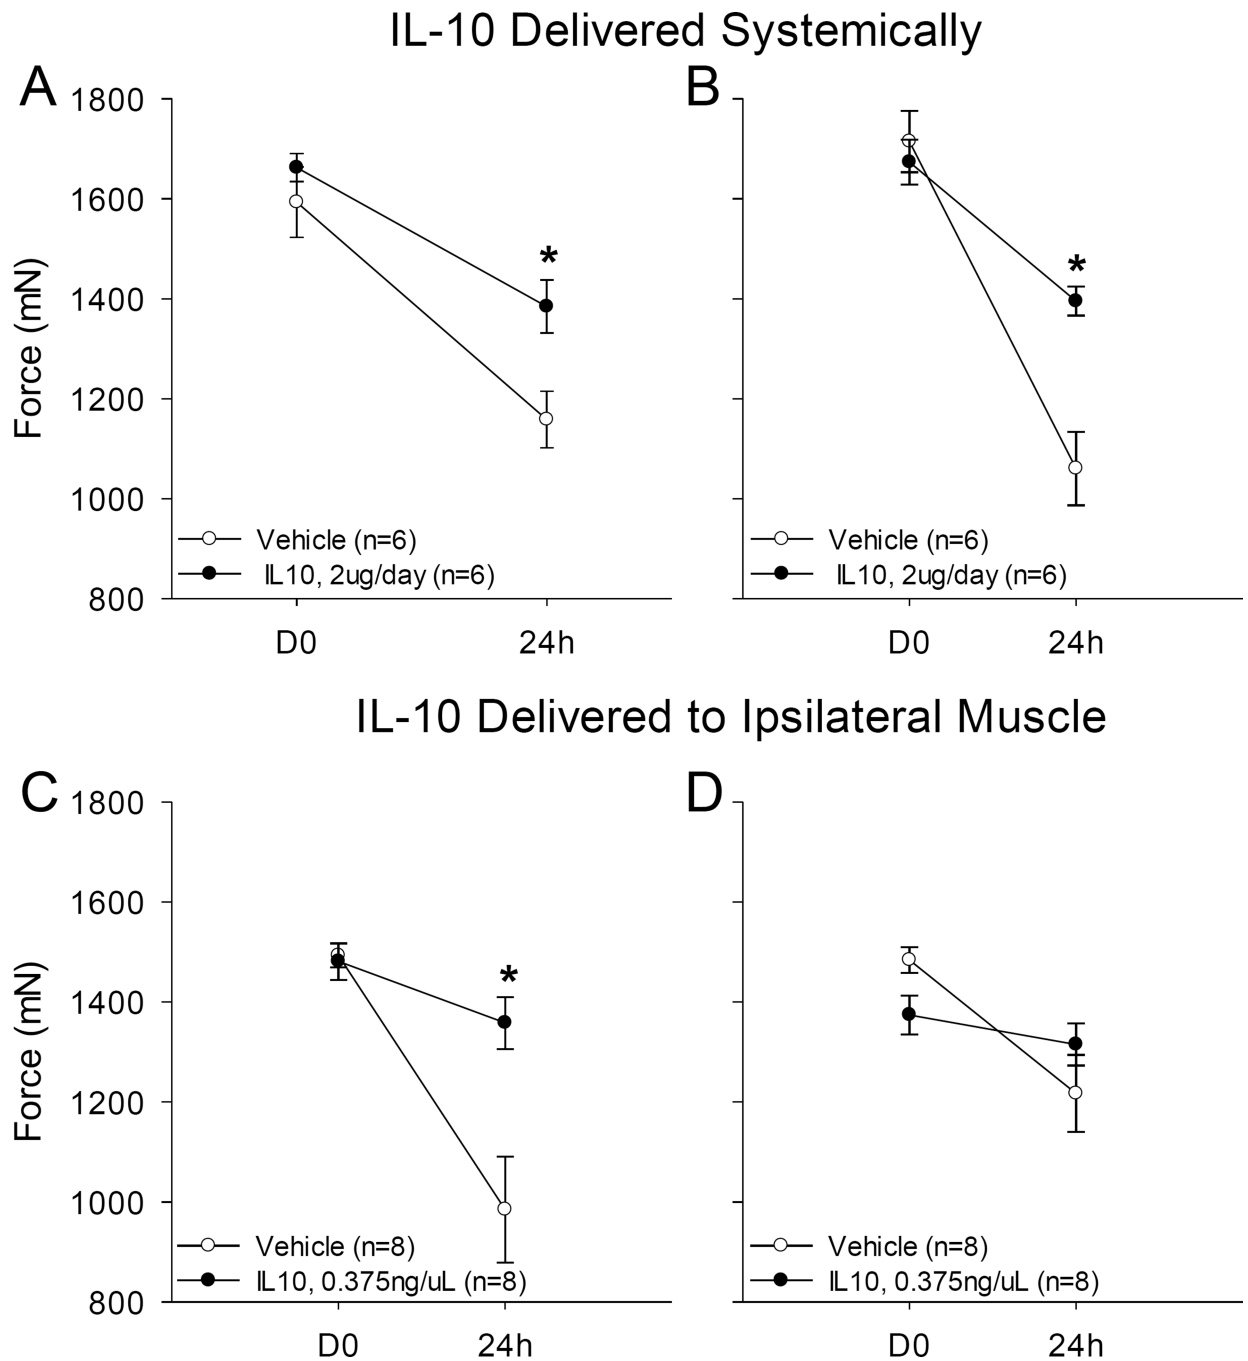 IL-10 Delivered Systemically
A
B
1800
1600
1400
1200
1000
800
Force (mN)
*
*
Vehicle (n=6)
IL10, 2ug/day (n=6)
Vehicle (n=6)
IL10, 2ug/day (n=6)
D0 24h
D0 24h
IL-10 Delivered to Ipsilateral Muscle
C
D
1800
1600
1400
1200
1000
800
Force (mN)
*
Vehicle (n=8)
IL10, 0.375ng/uL (n=8)
Vehicle (n=8)
IL10, 0.375ng/uL (n=8)
D0 24h
D0 24h